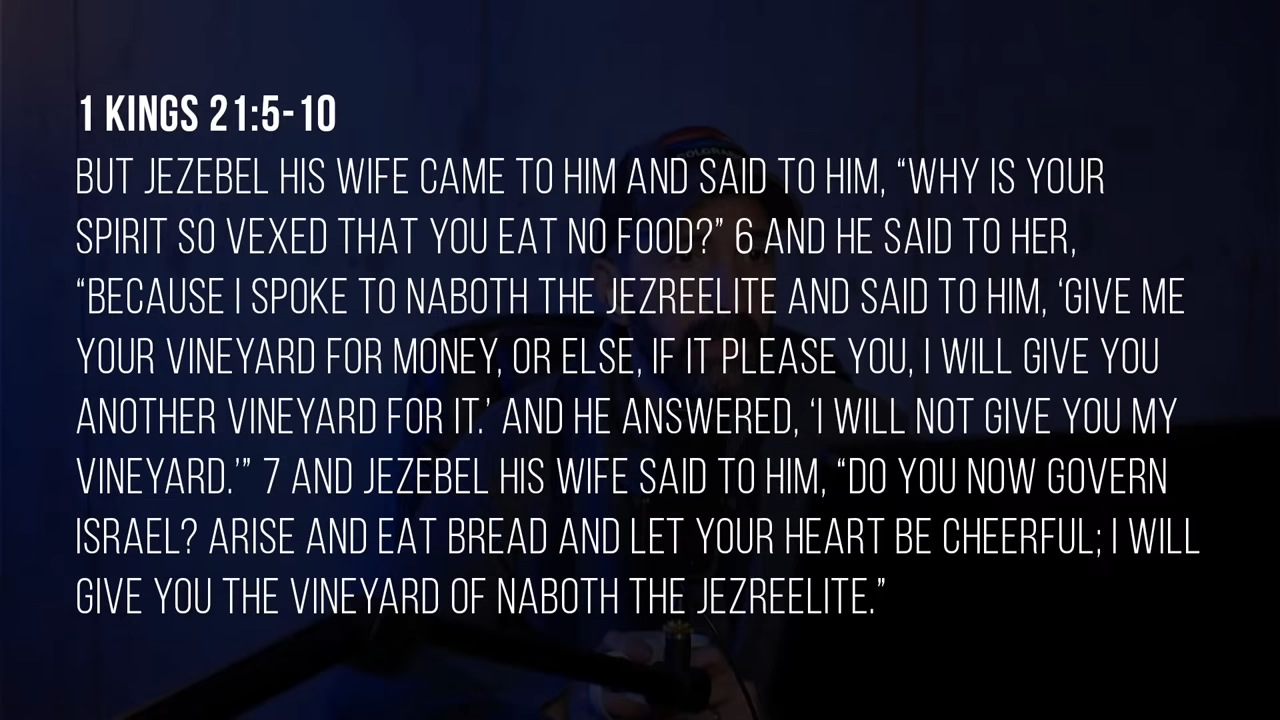 1 KINGS 21:5-10
BUT JEZEBEL HIS WIFE CAME TO HIM AND SAID TO HIM, “WHY IS YOUR
SPIRIT SO VEXED THAT YOU EAT NO FOOD?” 6 AND HE SAID TO HER,
“BECAUSE I SPOKE TO NABOTH THE JEZREELITE AND SAID TO HIM, ‘GIVE ME
YOUR VINEYARD FOR MONEY, OR ELSE, IF IT PLEASE YOU, I WILL GIVE YOU
ANOTHER VINEYARD FOR IT.’ AND HE ANSWERED, ‘I WILL NOT GIVE YOU MY
VINEYARD.’” 7 AND JEZEBEL HIS WIFE SAID TO HIM, “DO YOU NOW GOVERN
ISRAEL? ARISE AND EAT BREAD AND LET YOUR HEART BE CHEERFUL; I WILL
GIVE YOU THE VINEYARD OF NABOTH THE JEZREELITE.”